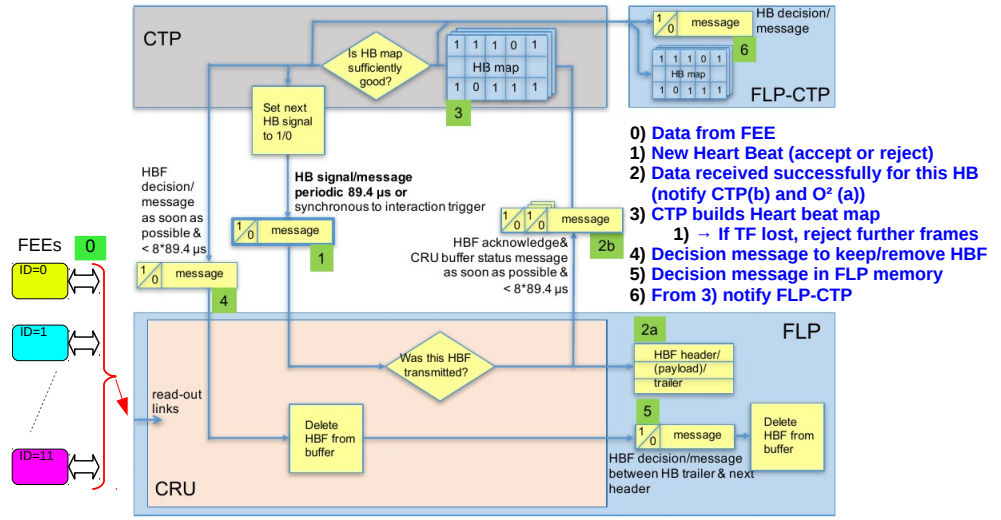 CTP
Is HB map
sufficiently
good?
1 1 1 0 1
HB map
1 0 1 1 1
3
1/0 message
HB decision/
message
6
1 1 1 0 1
HB map
1 0 1 1 1
FLP-CTP
Set next
HB signal
to 1/0
HBF
decision/
message
as soon as
possible &
< 8*89.4 µs
HB signal/message
periodic 89.4 µs or
synchronous to interaction trigger
1/0 message
1
1/0 1/0 message
2b
HBF acknowledge&
CRU buffer status message
as soon as possible &
< 8*89.4 µs
1/0 message
4
0) Data from FEE
1) New Heart Beat (accept or reject)
2) Data received successfully for this HB
(notify CTP(b) and O² (a))
3) CTP builds Heart beat map
1) → If TF lost, reject further frames
4) Decision message to keep/remove HBF
5) Decision message in FLP memory
6) From 3) notify FLP-CTP
FEEs
0
ID=0
ID=1
ID=11
read-out
links
FLP
Was this HBF
transmitted?
2a
HBF header/
(payload)/
trailer
Delete
HBF from
buffer
5
1/0 message
HBF decision/message
between HB trailer & next
header
Delete
HBF from
buffer
CRU